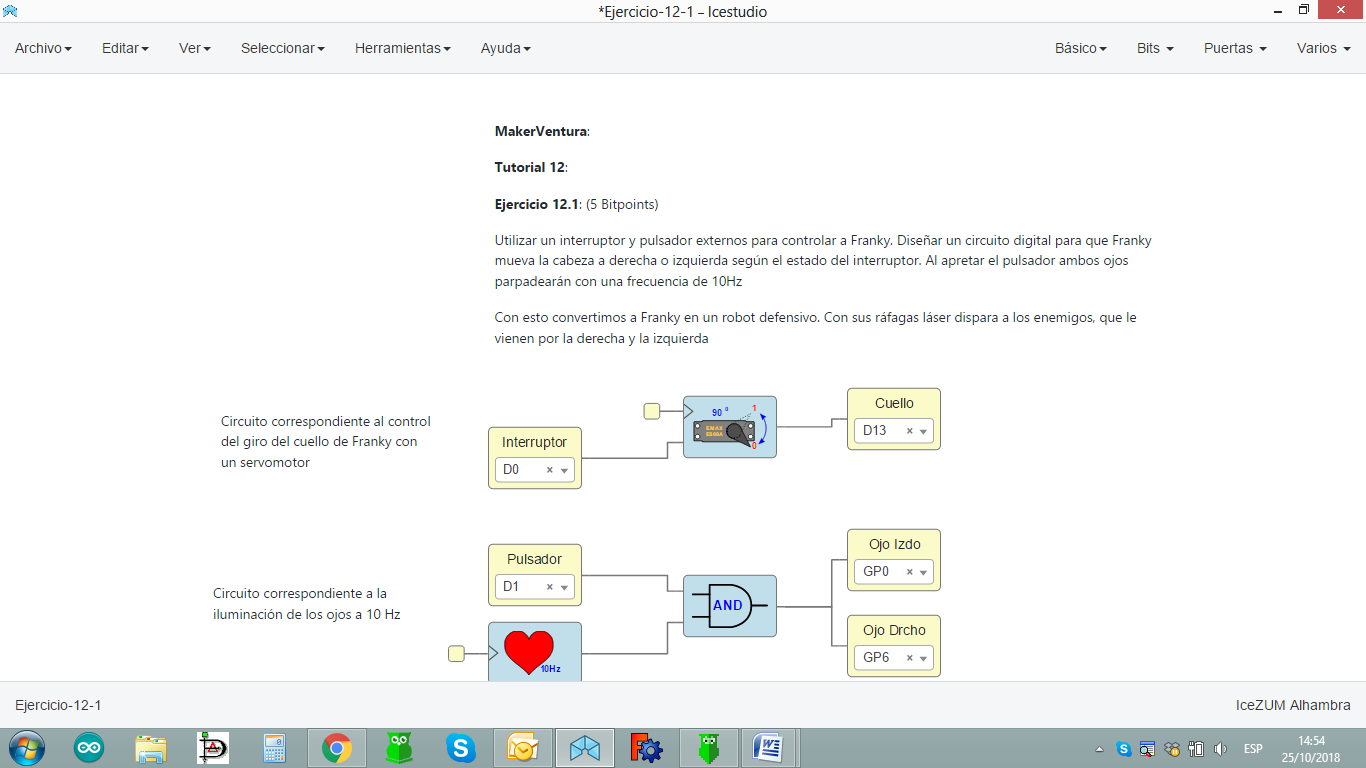 *Ejercicio-12-1 – Icestudio
Archivo
Editar
Ver
Seleccionar
Herramientas
Ayuda
Básico
Bits
Puertas
Varios
MakerVentura:
Tutorial 12:
Ejercicio 12.1: (5 Bitpoints)
Utilizar un interruptor y pulsador externos para controlar a Franky. Diseñar un circuito digital para que Franky
mueva la cabeza a derecha o izquierda según el estado del interruptor. Al apretar el pulsador ambos ojos
parpadearán con una frecuencia de 10Hz
Con esto convertimos a Franky en un robot defensivo. Con sus ráfagas láser dispara a los enemigos, que le
vienen por la derecha y la izquierda
Circuito correspondiente al control
del giro del cuello de Franky con
un servomotor
Interruptor
D0
90 º
1
EMAX
ES08A
0
Cuello
D13
Circuito correspondiente a la
iluminación de los ojos a 10 Hz
Pulsador
D1
10Hz
AND
Ojo Izdo
GP0
Ojo Drcho
GP6
Ejercicio-12-1
IceZUM Alhambra
ESP
14:54
25/10/2018